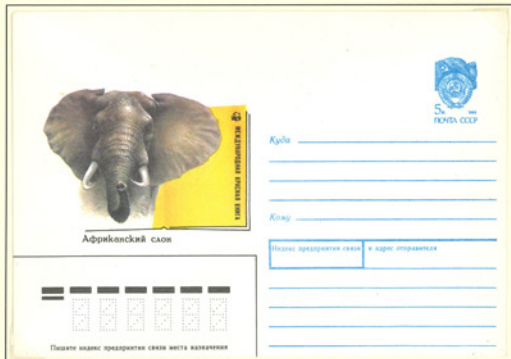 5к
ПОЧТА СССР
МЕЖДУНАРОДНАЯ КРАСНАЯ КНИГА
Африканский слон
Куда
Кому
Индекс предприятия связи и адрес отправителя
Пишите индекс предприятия связи места назначения